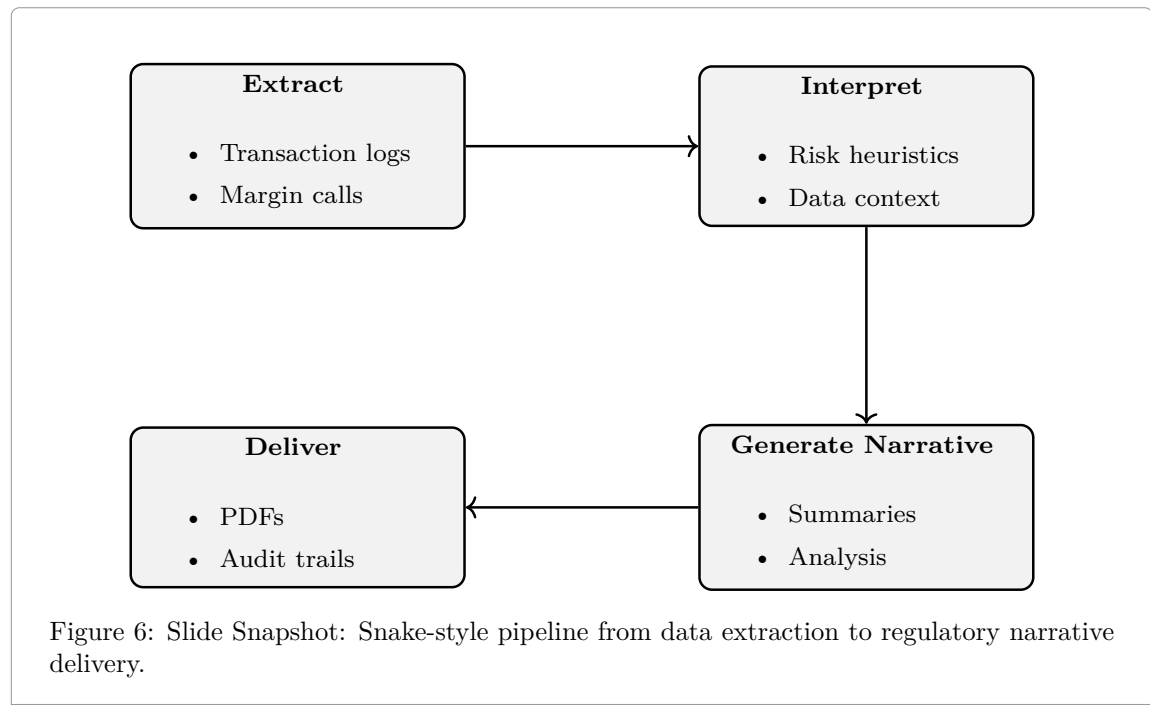 Extract
• Transaction logs
• Margin calls
Interpret
• Risk heuristics
• Data context
Deliver
• PDFs
• Audit trails
Generate Narrative
• Summaries
• Analysis
Figure 6: Slide Snapshot: Snake-style pipeline from data extraction to regulatory narrative
delivery.